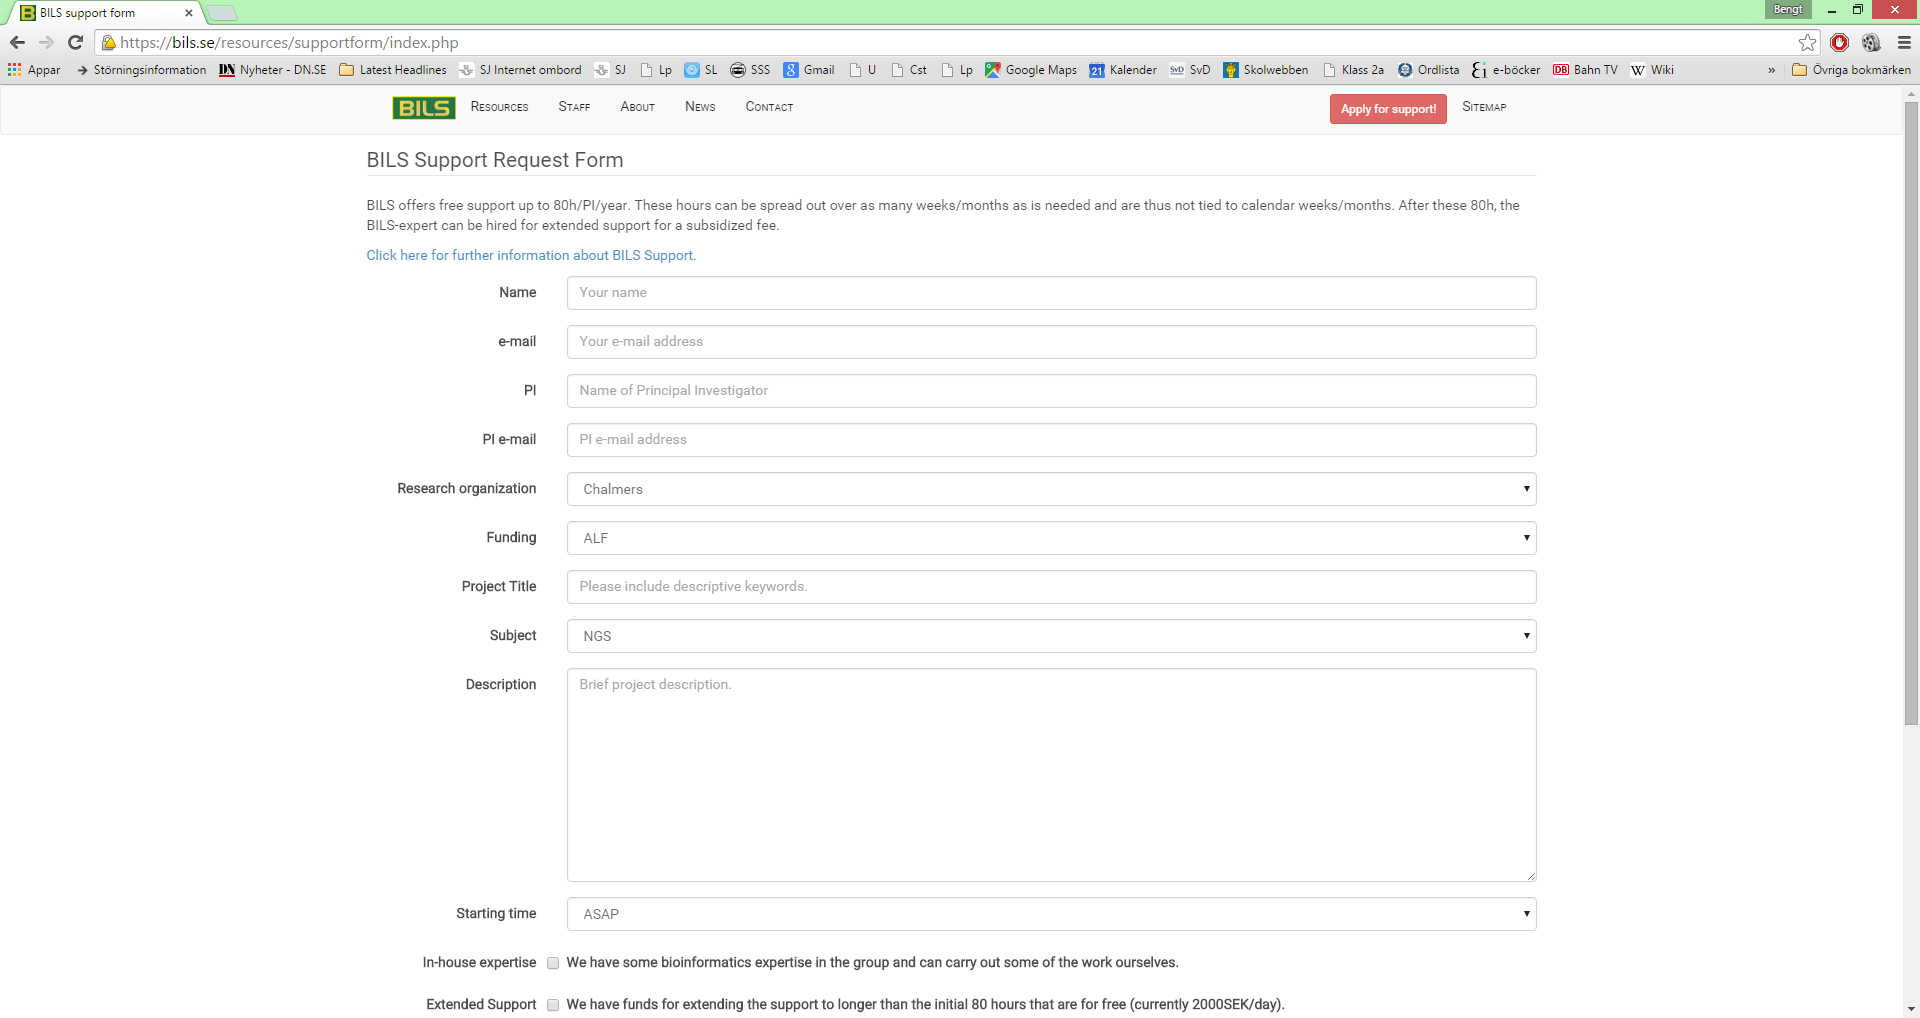 BILS support form
Bengt
https://bils.se/resources/supportform/index.php
Appar Störningsinformation DN Nyheter - DN.SE Latest Headlines SJ Internet ombord SJ Lp SL SSS 8 Gmail U Cst Lp Google Maps 21 Kalender SvD SvD Skolwebben Klass 2a Ordlista εi e-böcker DB Bahn TV W Wiki » Övriga bokmärken
BILS Resources Staff About News Contact Apply for support! Sitemap
BILS Support Request Form
BILS offers free support up to 80h/PI/year. These hours can be spread out over as many weeks/months as is needed and are thus not tied to calendar weeks/months. After these 80h, the
BILS-expert can be hired for extended support for a subsidized fee.
Click here for further information about BILS Support.
Name Your name
e-mail Your e-mail address
PI Name of Principal Investigator
PI e-mail PI e-mail address
Research organization Chalmers
Funding ALF
Project Title Please include descriptive keywords.
Subject NGS
Description Brief project description.
Starting time ASAP
In-house expertise We have some bioinformatics expertise in the group and can carry out some of the work ourselves.
Extended Support We have funds for extending the support to longer than the initial 80 hours that are for free (currently 2000SEK/day).